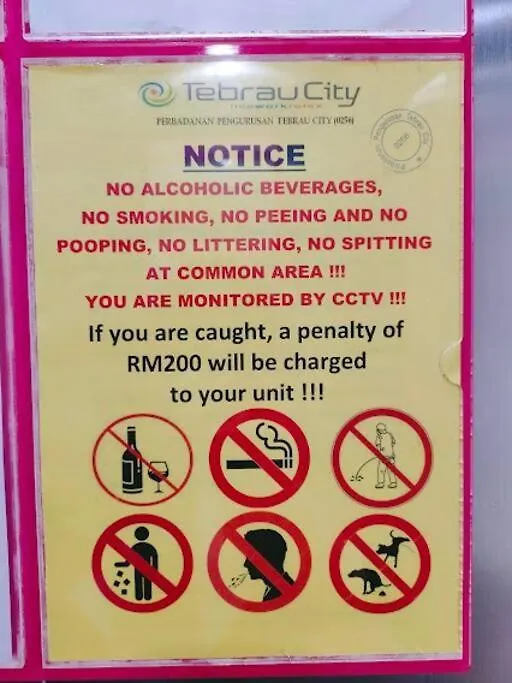 Tebrau City
PERBADANAN PENGURUSAN TEBRAU CITY (0256)
NOTICE
NO ALCOHOLIC BEVERAGES,
NO SMOKING, NO PEEING AND NO
POOPING, NO LITTERING, NO SPITTING
AT COMMON AREA !!!
YOU ARE MONITORED BY CCTV !!!
If you are caught, a penalty of
RM200 will be charged
to your unit !!!